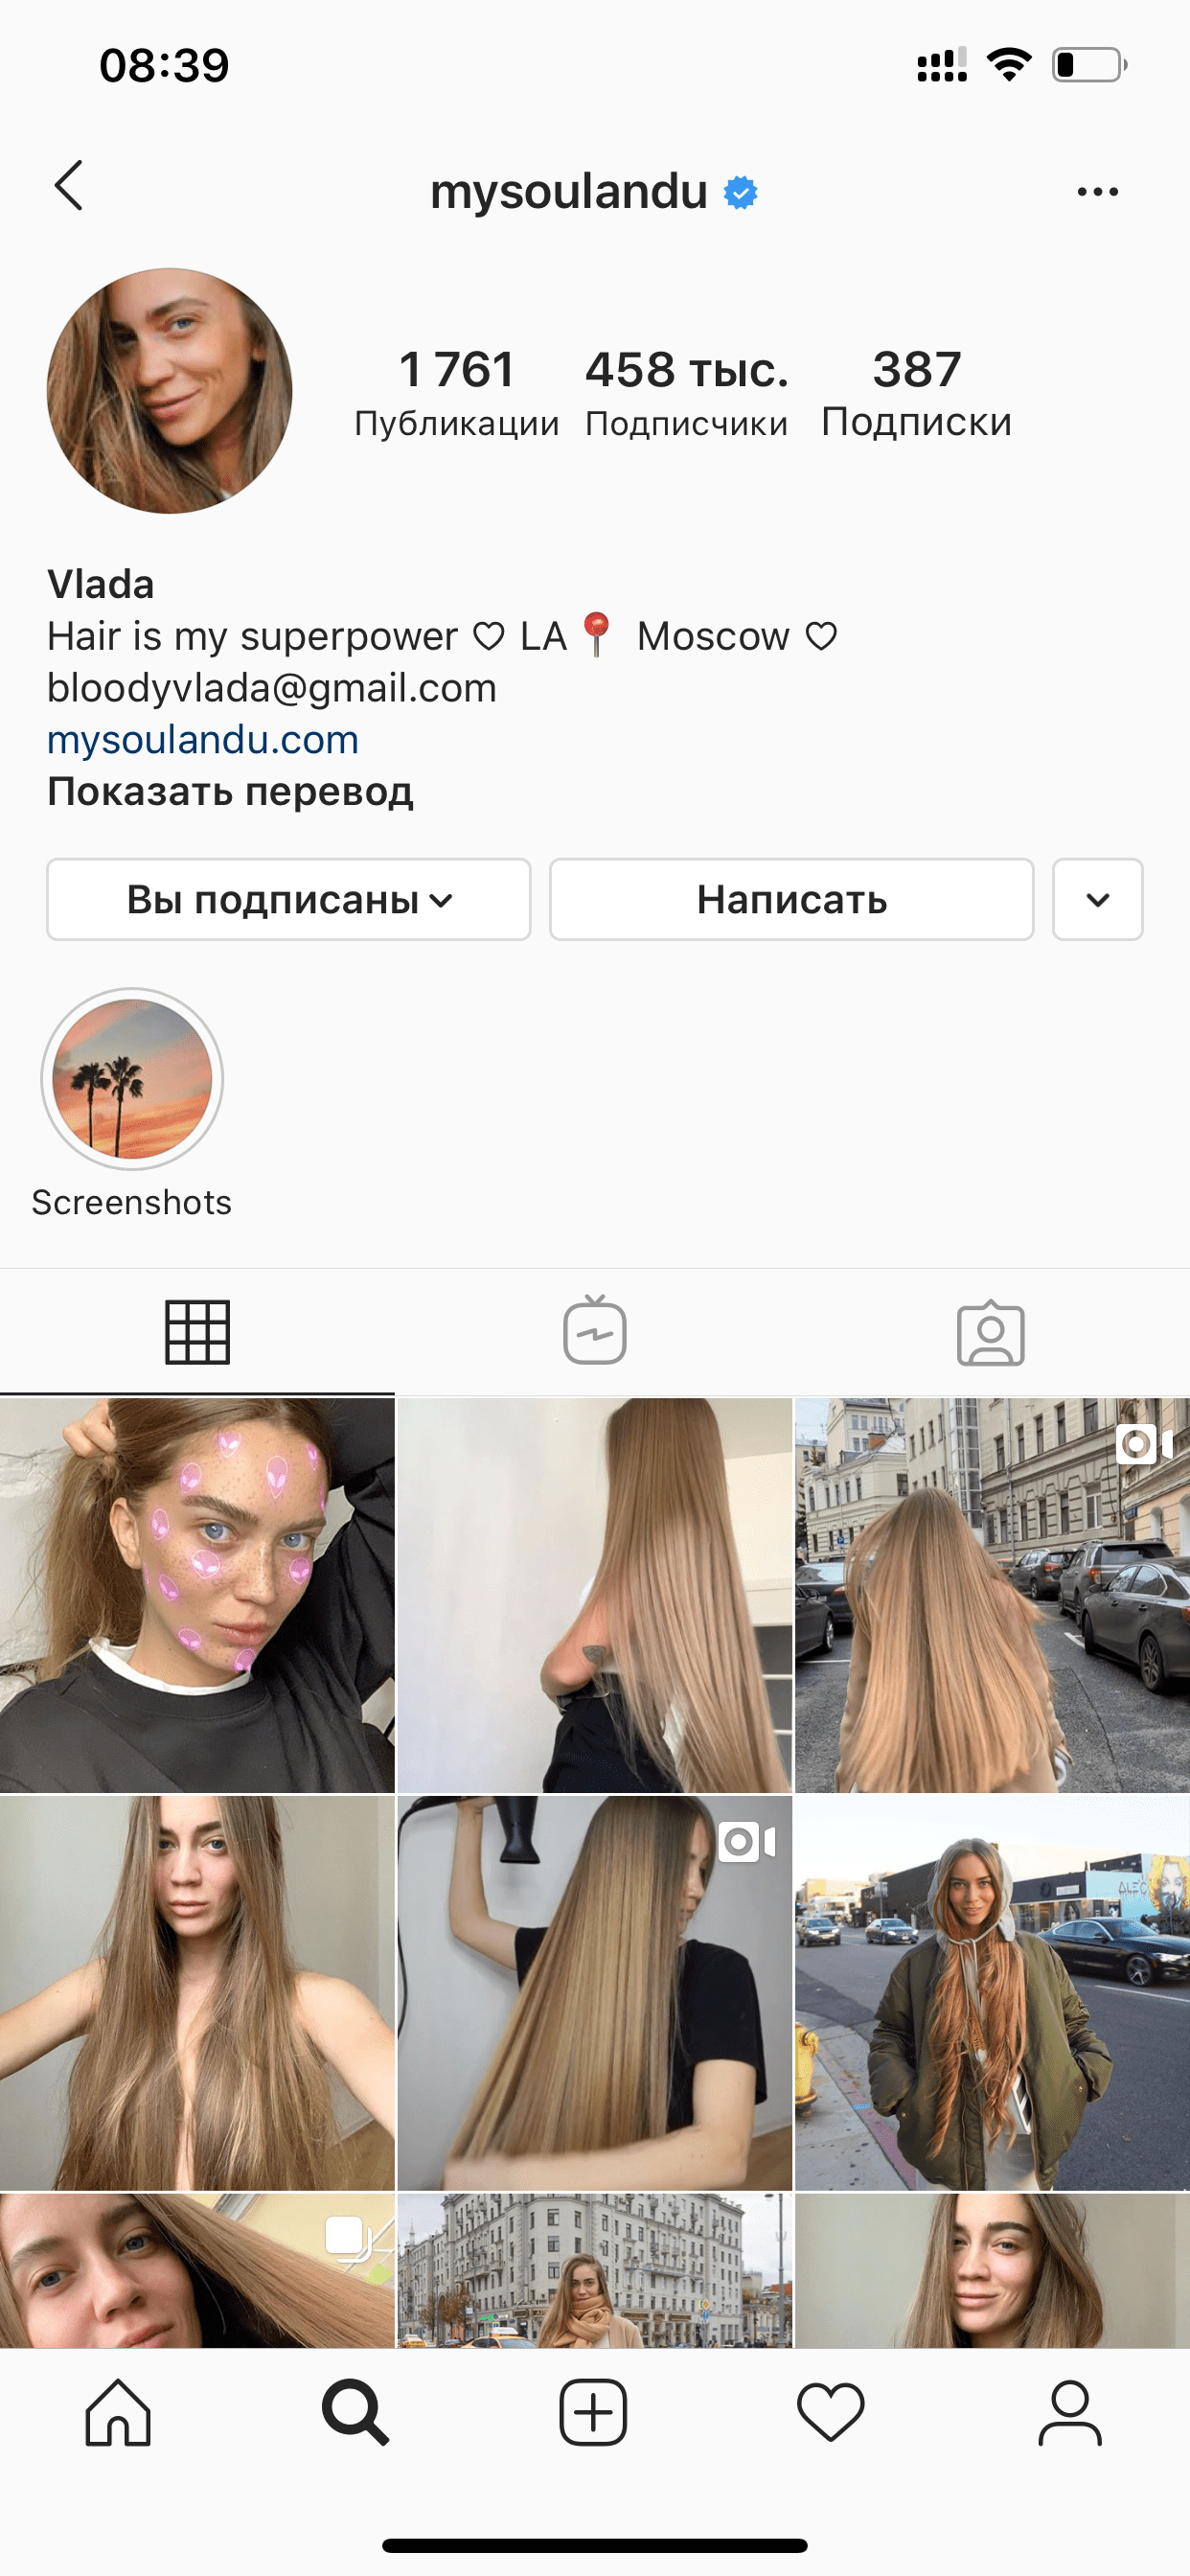 08:39
mysoulandu
1 761 458 тыс. 387
Публикации Подписчики Подписки
Vlada
Hair is my superpower ♡ LA📍 Moscow ♡
bloodyvlada@gmail.com
mysoulandu.com
Показать перевод
Вы подписаны Написать
Screenshots
ALEC